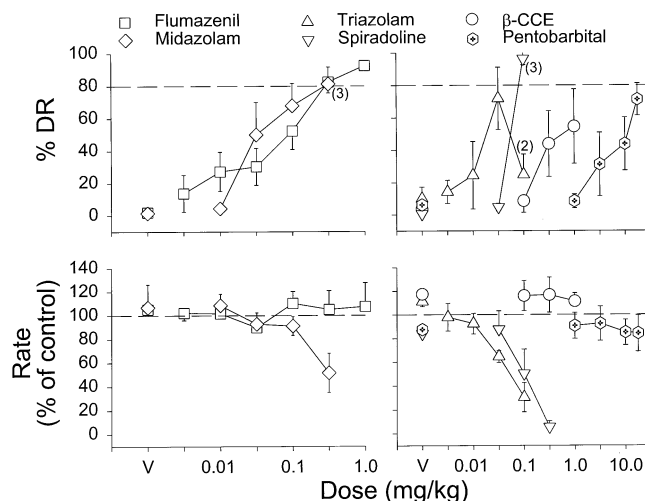 Flumazenil Triazolam β-CCE
Midazolam Spiradoline Pentobarbital
% DR
100
80
60
40
20
0
(3)
(3)
(2)
Rate
(% of control)
140
120
100
80
60
40
20
0
V 0.01 0.1 1.0 V 0.01 0.1 1.0 10.0
Dose (mg/kg)